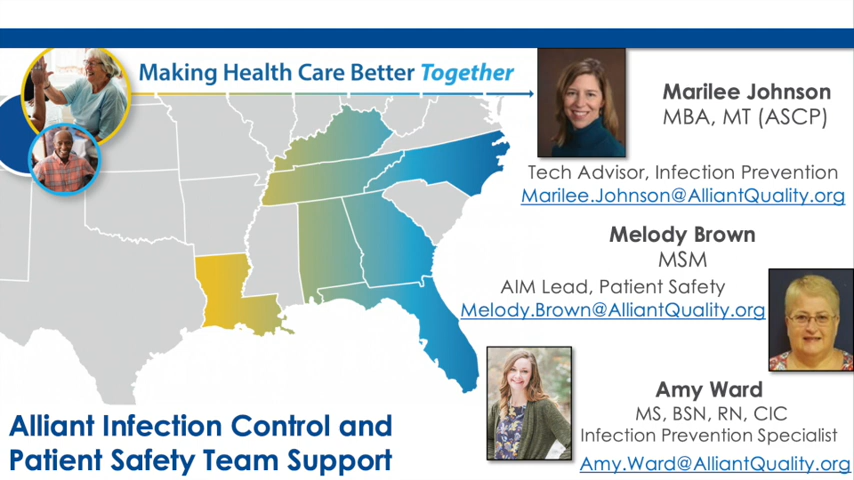 Making Health Care Better Together
Marilee Johnson
MBA, MT (ASCP)
Tech Advisor, Infection Prevention
Marilee.Johnson@AlliantQuality.org
Melody Brown
MSM
AIM Lead, Patient Safety
Melody.Brown@AlliantQuality.org
Amy Ward
MS, BSN, RN, CIC
Infection Prevention Specialist
Amy.Ward@AlliantQuality.org
Alliant Infection Control and
Patient Safety Team Support